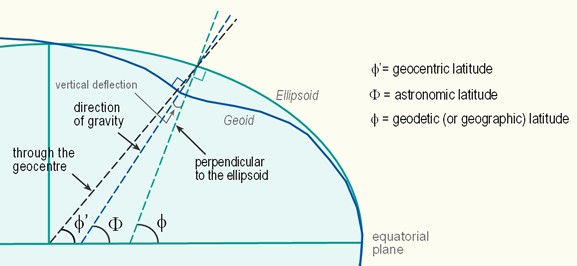 ϕ'= geocentric latitude
Φ = astronomic latitude
ϕ = geodetic (or geographic) latitude
vertical deflection
Ellipsoid
direction
of gravity
Geoid
through the
geocentre
perpendicular
to the ellipsoid
ϕ' Φ ϕ
equatorial
plane